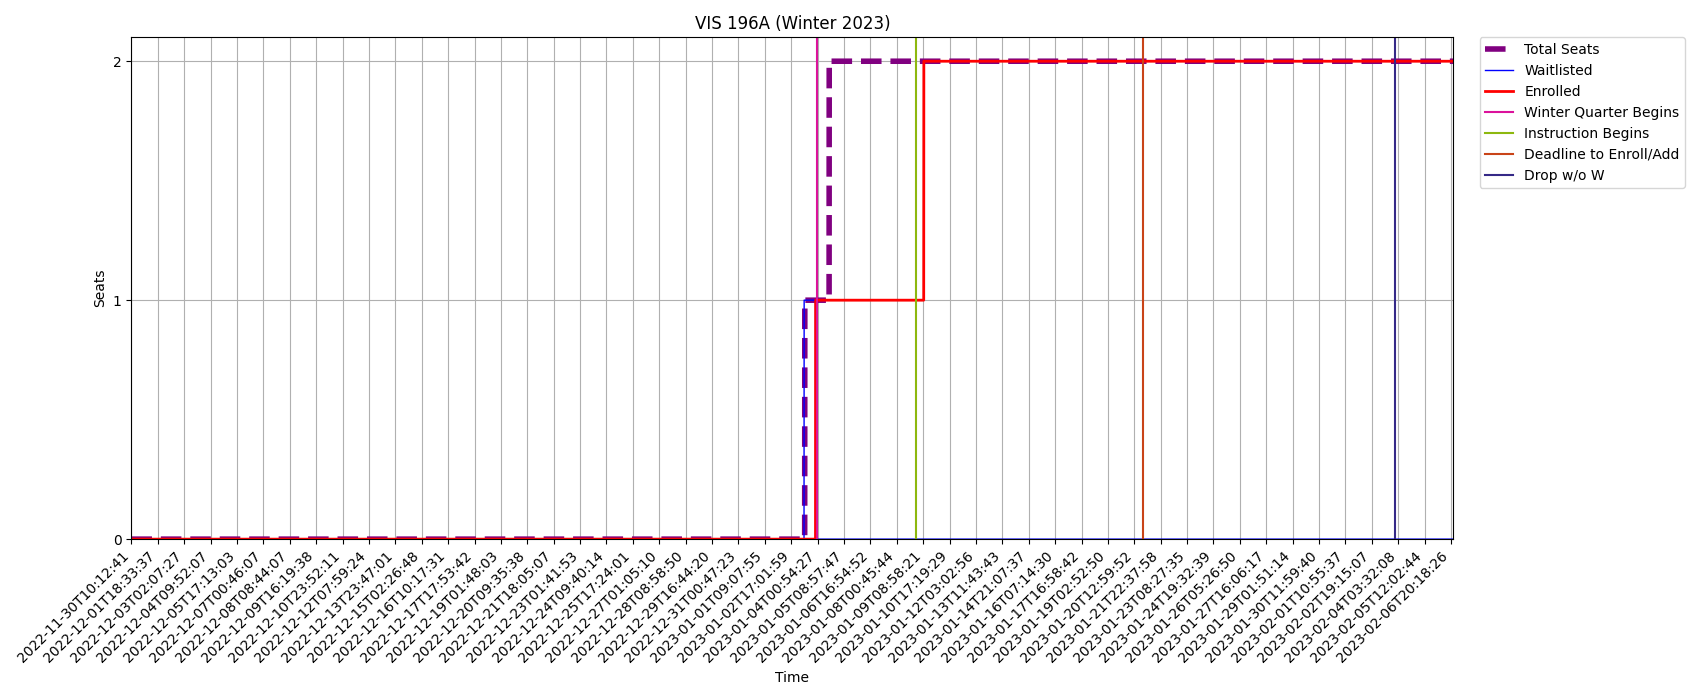 VIS 196A (Winter 2023)
Total Seats
Waitlisted
Enrolled
Winter Quarter Begins
Instruction Begins
Deadline to Enroll/Add
Drop w/o W
Seats
2
1
0
2022-11-30T10:12:41
2022-12-01T18:33:37
2022-12-03T02:07:27
2022-12-04T09:52:07
2022-12-05T17:13:03
2022-12-07T00:46:07
2022-12-08T08:44:07
2022-12-09T16:19:38
2022-12-10T23:52:11
2022-12-12T07:59:24
2022-12-13T23:47:01
2022-12-15T02:26:48
2022-12-16T10:17:31
2022-12-17T17:53:42
2022-12-19T01:48:03
2022-12-20T09:35:38
2022-12-21T18:05:07
2022-12-23T01:41:53
2022-12-24T09:40:14
2022-12-25T17:24:01
2022-12-27T01:05:10
2022-12-28T08:58:50
2022-12-29T16:44:20
2022-12-31T00:47:23
2023-01-01T09:07:55
2023-01-02T17:01:59
2023-01-04T00:54:27
2023-01-05T08:57:47
2023-01-06T16:54:52
2023-01-08T00:45:44
2023-01-09T08:58:21
2023-01-10T17:19:29
2023-01-12T03:02:56
2023-01-13T11:43:43
2023-01-14T21:07:37
2023-01-16T07:14:30
2023-01-17T16:58:42
2023-01-19T02:52:50
2023-01-20T12:59:52
2023-01-21T22:37:58
2023-01-23T08:27:35
2023-01-24T19:32:39
2023-01-26T05:26:50
2023-01-27T16:06:17
2023-01-29T01:51:14
2023-01-30T11:59:40
2023-02-01T10:55:37
2023-02-02T19:15:07
2023-02-04T03:32:08
2023-02-05T12:02:44
2023-02-06T20:18:26
Time